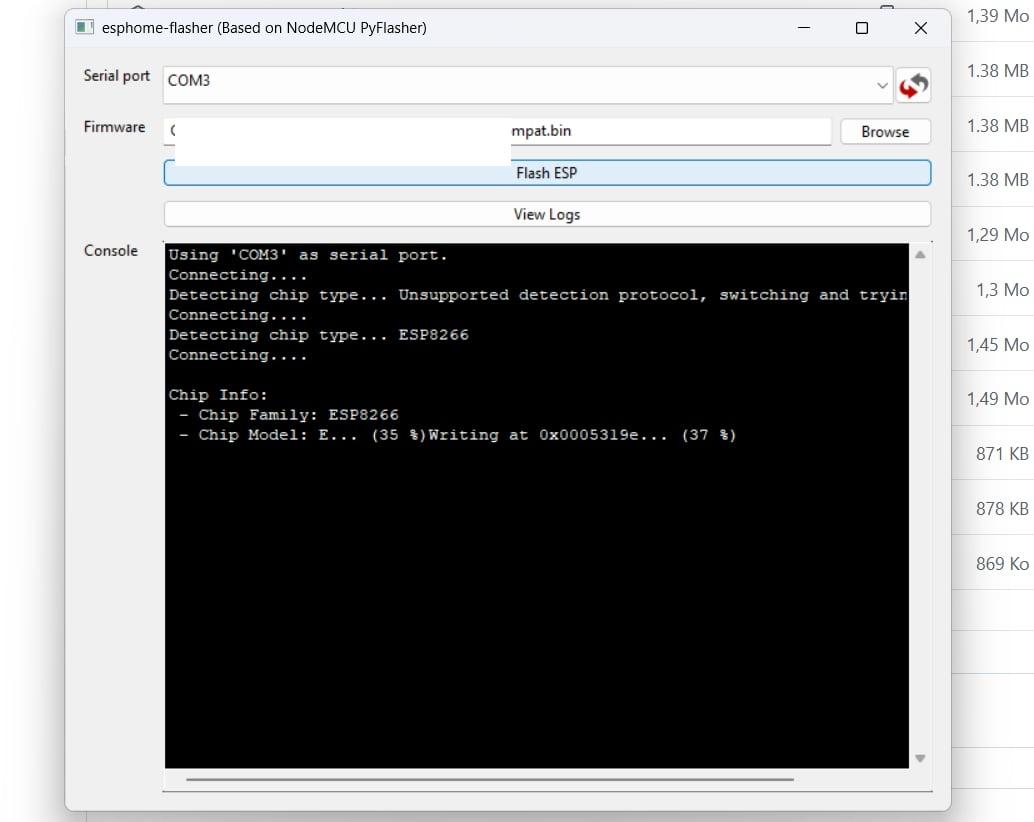 esphome-flasher (Based on NodeMCU PyFlasher)
Serial port COM3
Firmware C mpat.bin Browse
Flash ESP
View Logs
Console
Using 'COM3' as serial port.
Connecting....
Detecting chip type... Unsupported detection protocol, switching and tryin
Connecting....
Detecting chip type... ESP8266
Connecting....
Chip Info:
- Chip Family: ESP8266
- Chip Model: E... (35 %)Writing at 0x0005319e... (37 %)
1,39 Mo
1.38 MB
1.38 MB
1.38 MB
1,29 Mo
1,3 Mo
1,45 Mo
1,49 Mo
871 KB
878 KB
869 Ko